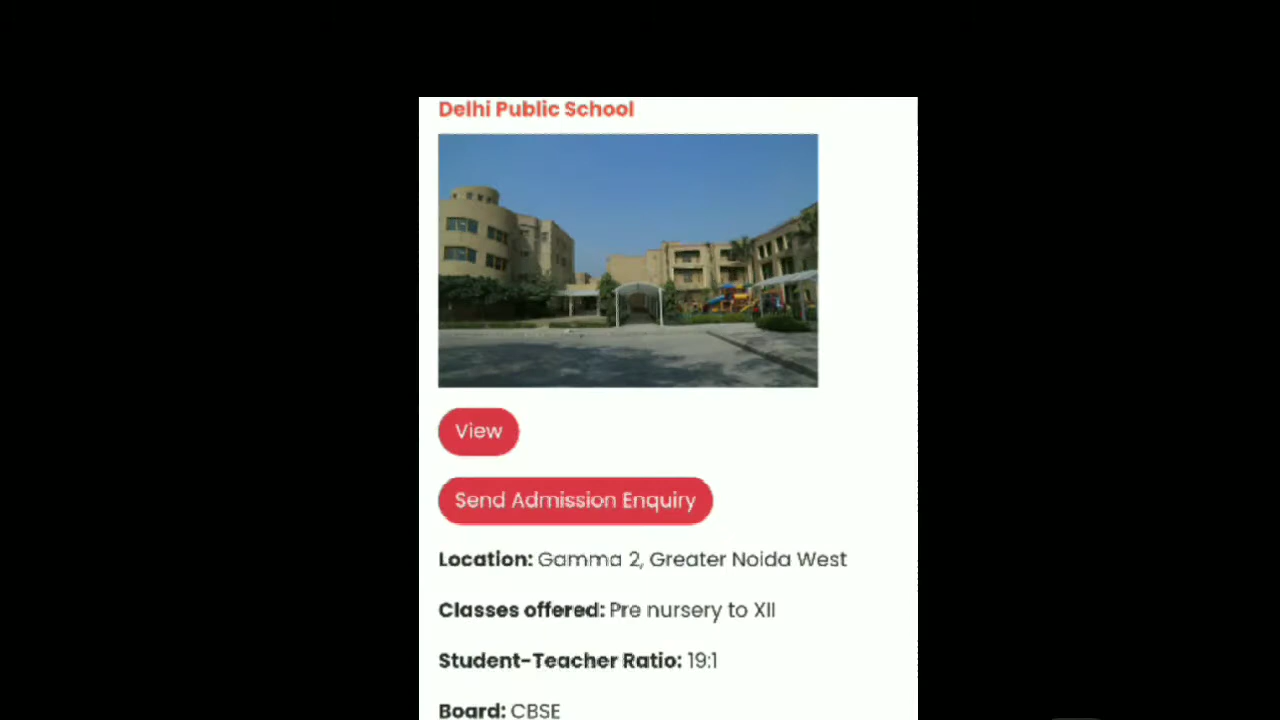 Delhi Public School
View
Send Admission Enquiry
Location: Gamma 2, Greater Noida West
Classes offered: Pre nursery to XII
Student-Teacher Ratio: 19:1
Board: CBSE